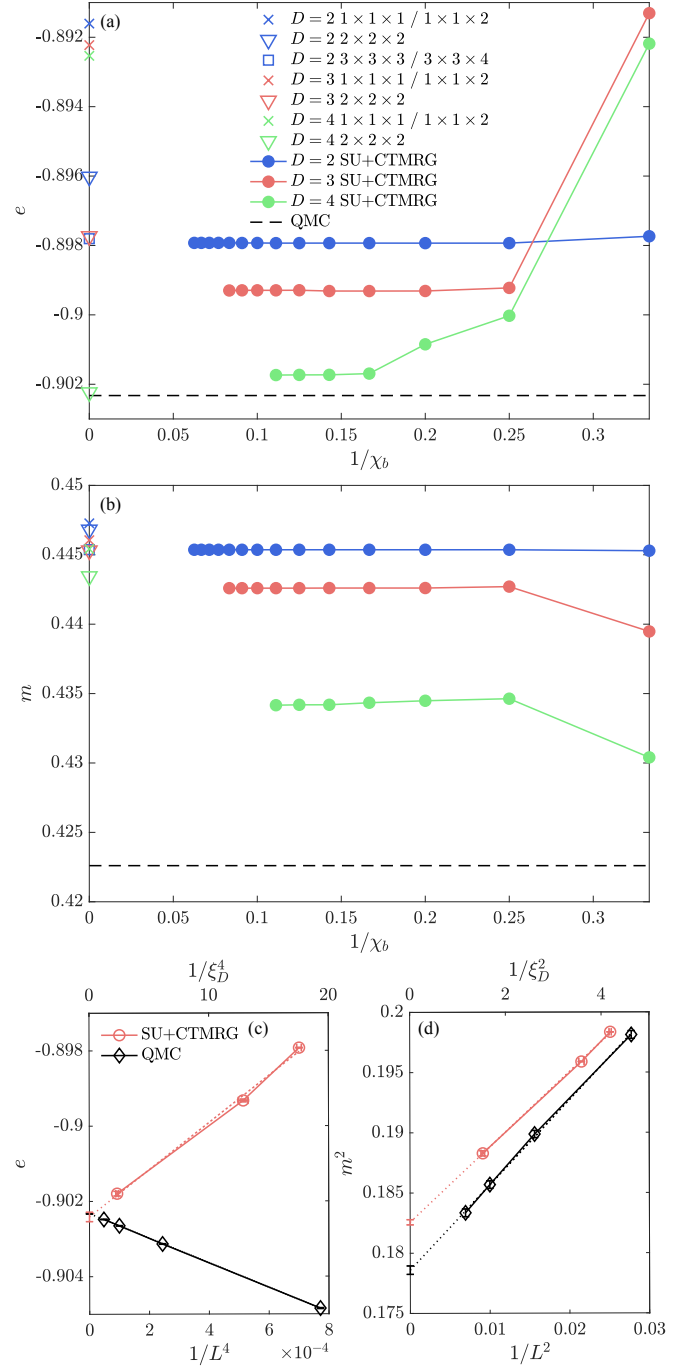 (a)
D = 2 1 × 1 × 1 / 1 × 1 × 2
D = 2 2 × 2 × 2
D = 2 3 × 3 × 3 / 3 × 3 × 4
D = 3 1 × 1 × 1 / 1 × 1 × 2
D = 3 2 × 2 × 2
D = 4 1 × 1 × 1 / 1 × 1 × 2
D = 4 2 × 2 × 2
D = 2 SU+CTMRG
D = 3 SU+CTMRG
D = 4 SU+CTMRG
QMC
-0.892
-0.894
-0.896
-0.898
-0.9
-0.902
e
0 0.05 0.1 0.15 0.2 0.25 0.3
1/χ_b
(b)
0.45
0.445
0.44
0.435
0.43
0.425
0.42
m
0 0.05 0.1 0.15 0.2 0.25 0.3
1/χ_b
1/ξ_D^4
0 10 20
(c)
SU+CTMRG
QMC
-0.898
-0.9
-0.902
-0.904
e
0 2 4 6 8
×10⁻⁴
1/L^4
1/ξ_D^2
0 2 4
(d)
0.2
0.195
0.19
0.185
0.18
0.175
m^2
0 0.01 0.02 0.03
1/L^2